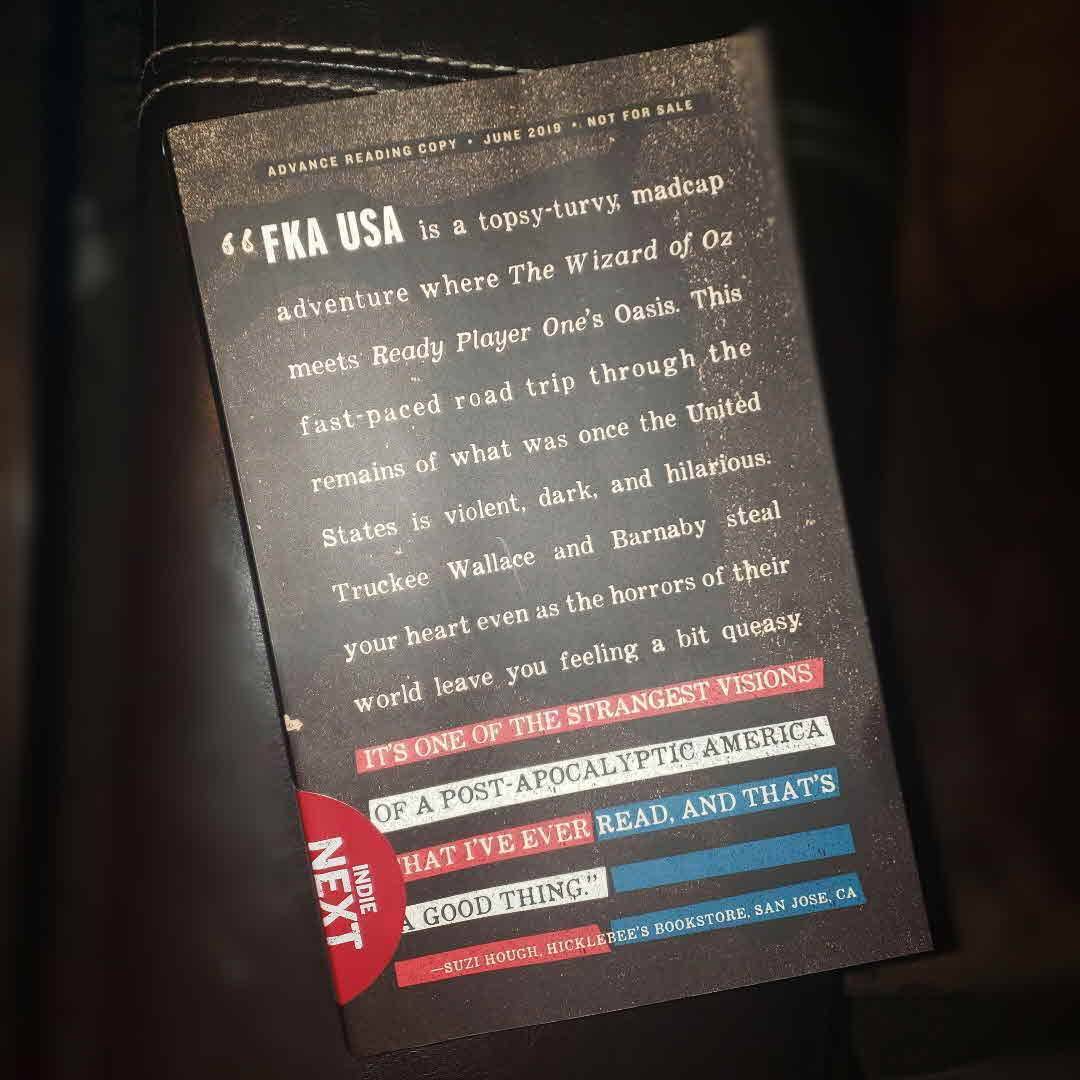 ADVANCE READING COPY • JUNE 2019 • NOT FOR SALE
“FKA USA is a topsy-turvy, madcap
adventure where The Wizard of Oz
meets Ready Player One's Oasis. This
fast-paced road trip through the
remains of what was once the United
States is violent, dark, and hilarious.
Truckee Wallace and Barnaby steal
your heart even as the horrors of their
world leave you feeling a bit queasy.
IT'S ONE OF THE STRANGEST VISIONS
OF A POST-APOCALYPTIC AMERICA
THAT I'VE EVER READ, AND THAT'S
A GOOD THING.”
—SUZI HOUGH, HICKLEBEE'S BOOKSTORE, SAN JOSE, CA
INDIE
NEXT